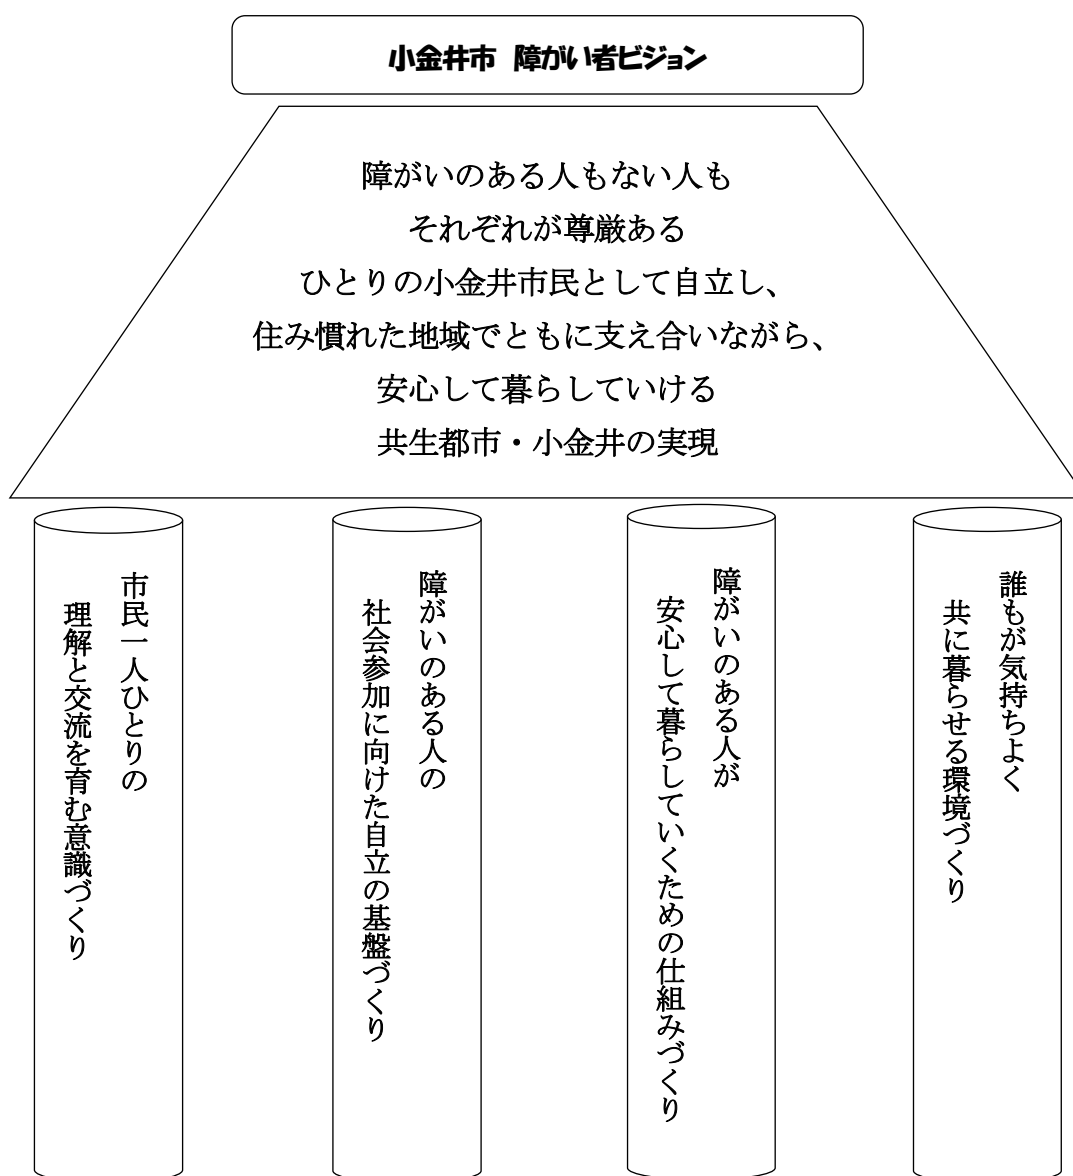 小金井市 障がい者ビジョン
障がいのある人もない人も
それぞれが尊厳ある
ひとりの小金井市民として自立し、
住み慣れた地域でともに支え合いながら、
安心して暮らしていける
共生都市・小金井の実現
誰もが気持ちよく
共に暮らせる環境づくり
障がいのある人が
安心して暮らしていくための仕組みづくり
障がいのある人の
社会参加に向けた自立の基盤づくり
市民一人ひとりの
理解と交流を育む意識づくり